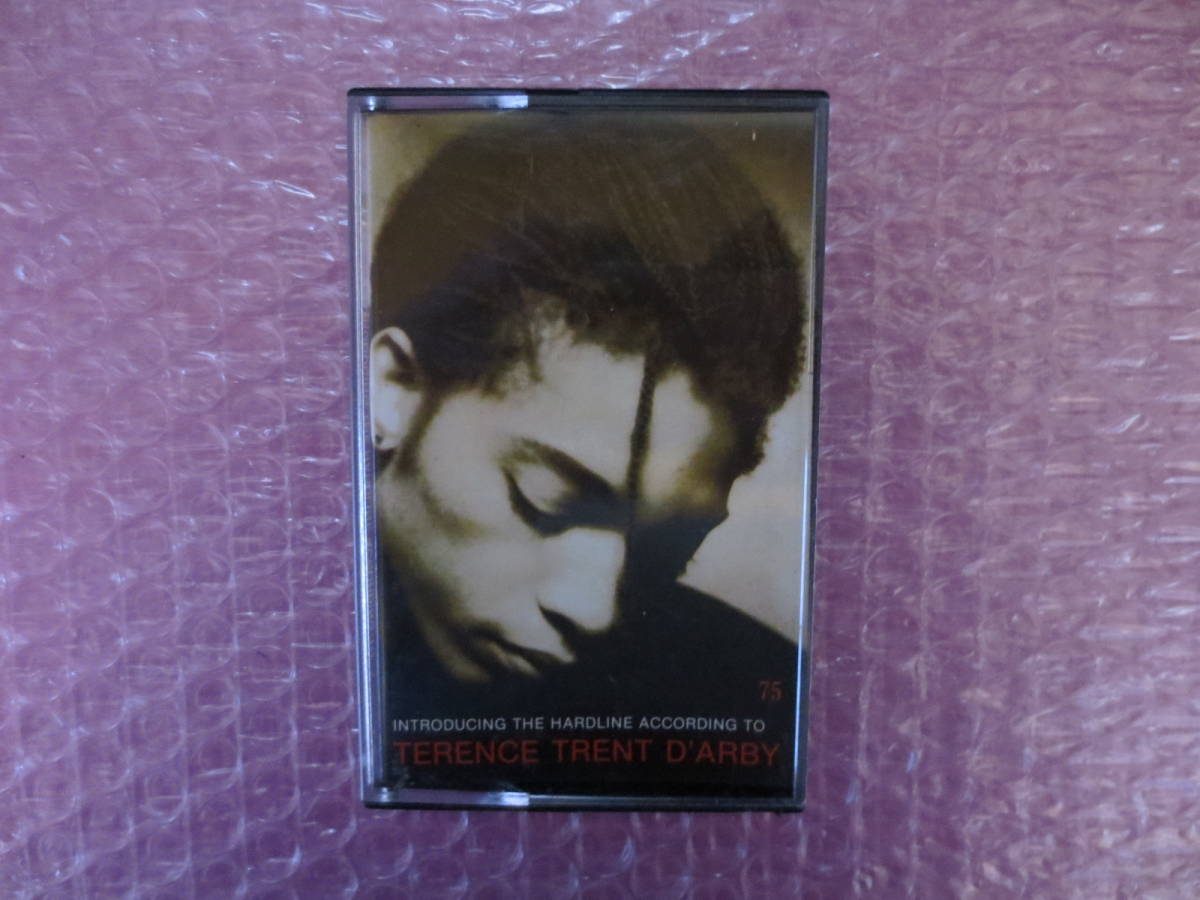 75
INTRODUCING THE HARDLINE ACCORDING TO
TERENCE TRENT D'ARBY